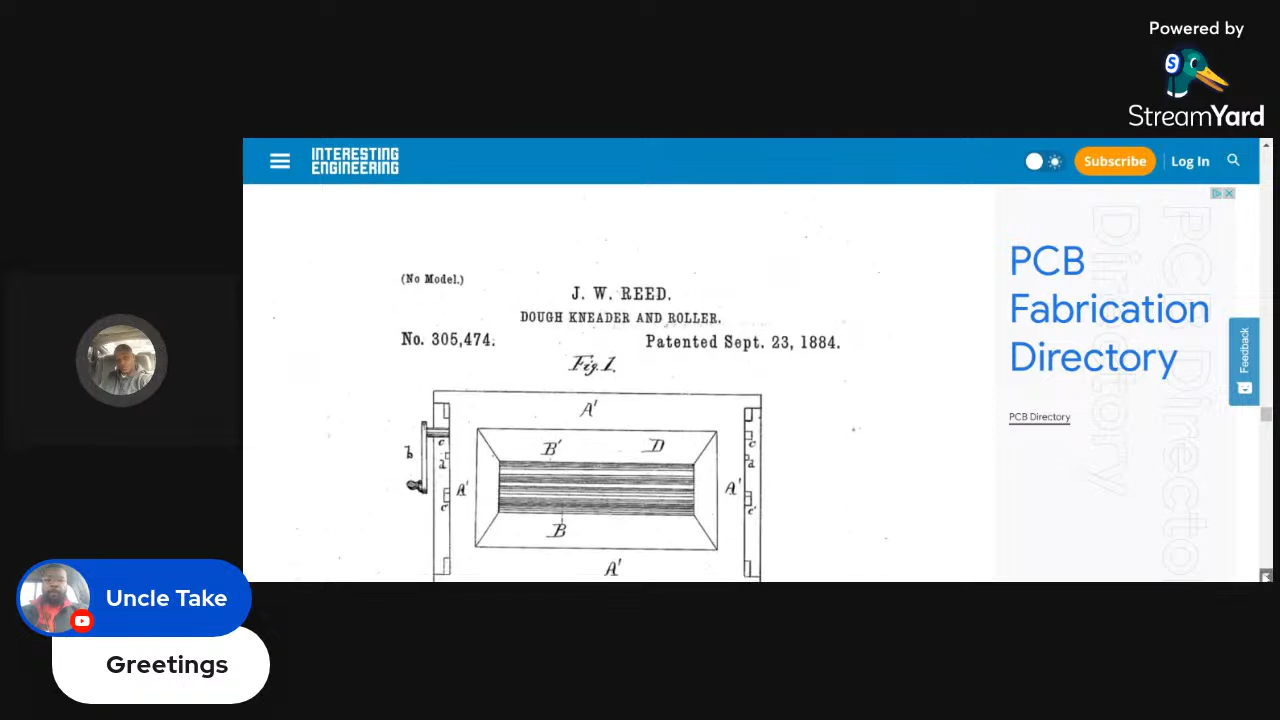 Powered by
StreamYard
INTERESTING
ENGINEERING
Subscribe
Log In
(No Model.)
J. W. REED.
DOUGH KNEADER AND ROLLER.
No. 305,474.
Patented Sept. 23, 1884.
Fig. 1.
A'
B'
D
b
c
d
A'
c'
A'
c
d
c'
B
A'
PCB
Fabrication
Directory
PCB Directory
Feedback
Uncle Take
Greetings